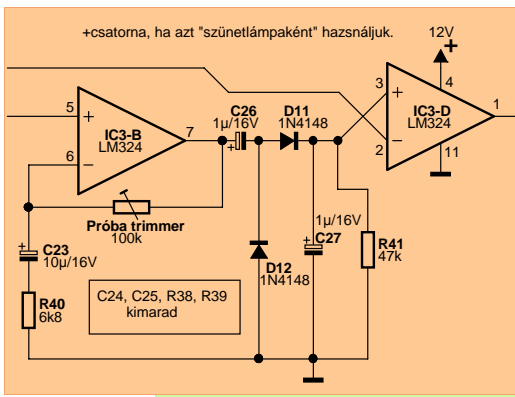 +csatorna, ha azt "szünetlámpaként" hazsnáljuk.
12V
+
5
+
IC3-B
LM324
7
6
−
C26
1µ/16V
+
D11
1N4148
3
+
4
IC3-D
LM324
1
2
−
11
Próba trimmer
100k
+
C23
10µ/16V
R40
6k8
C24, C25, R38, R39
kimarad
D12
1N4148
1µ/16V
+
C27
R41
47k